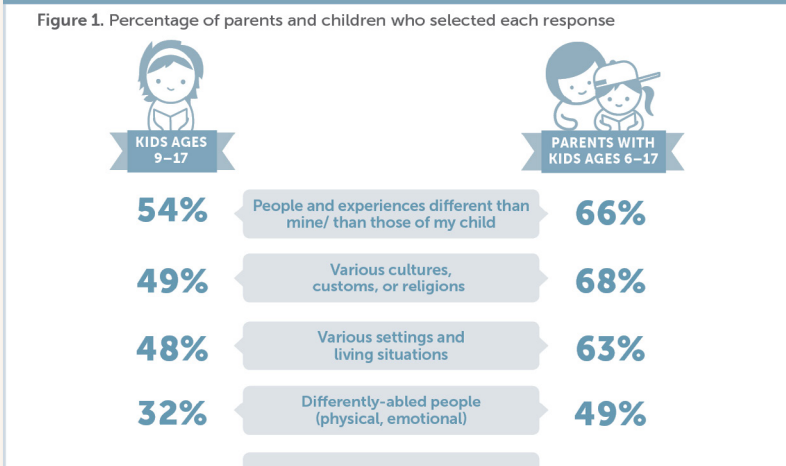 Figure 1. Percentage of parents and children who selected each response
KIDS AGES
9–17
PARENTS WITH
KIDS AGES 6–17
54%
People and experiences different than
mine/ than those of my child
66%
49%
Various cultures,
customs, or religions
68%
48%
Various settings and
living situations
63%
32%
Differently-abled people
(physical, emotional)
49%